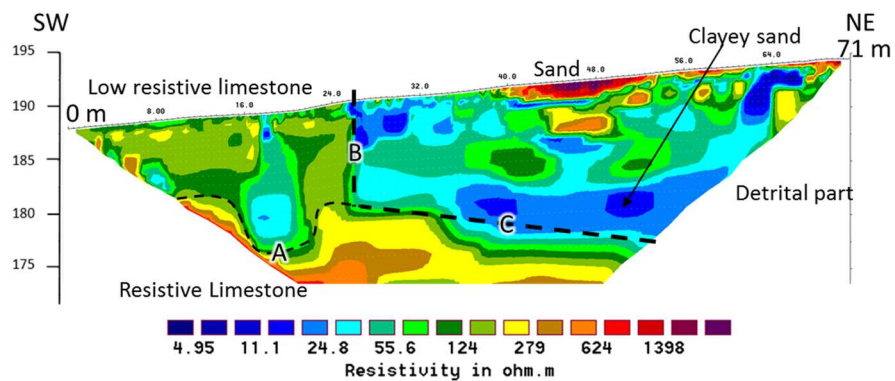 SW
NE
195
190
185
180
175
0 m
8.00
16.0
24.0
32.0
40.0
48.0
56.0
64.0
71 m
Low resistive limestone
Sand
Clayey sand
B
C
A
Detrital part
Resistive Limestone
4.95 11.1 24.8 55.6 124 279 624 1398
Resistivity in ohm.m